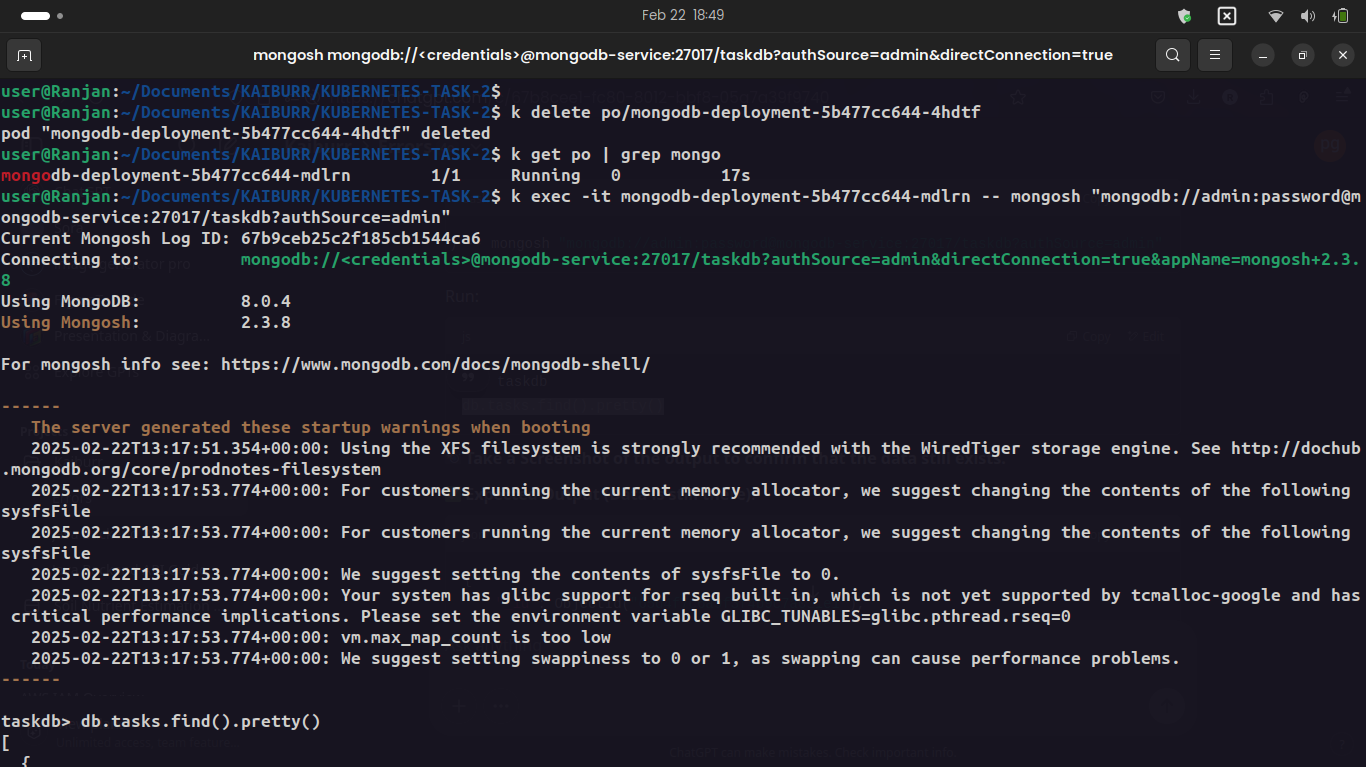 Feb 22 18:49
mongosh mongodb://<credentials>@mongodb-service:27017/taskdb?authSource=admin&directConnection=true
user@Ranjan:~/Documents/KAIBURR/KUBERNETES-TASK-2$
user@Ranjan:~/Documents/KAIBURR/KUBERNETES-TASK-2$ k delete po/mongodb-deployment-5b477cc644-4hdtf
pod "mongodb-deployment-5b477cc644-4hdtf" deleted
user@Ranjan:~/Documents/KAIBURR/KUBERNETES-TASK-2$ k get po | grep mongo
mongodb-deployment-5b477cc644-mdlrn 1/1 Running 0 17s
user@Ranjan:~/Documents/KAIBURR/KUBERNETES-TASK-2$ k exec -it mongodb-deployment-5b477cc644-mdlrn -- mongosh "mongodb://admin:password@m
ongodb-service:27017/taskdb?authSource=admin"
Current Mongosh Log ID: 67b9ceb25c2f185cb1544ca6
Connecting to: mongodb://<credentials>@mongodb-service:27017/taskdb?authSource=admin&directConnection=true&appName=mongosh+2.3.
8
Using MongoDB: 8.0.4
Using Mongosh: 2.3.8
For mongosh info see: https://www.mongodb.com/docs/mongodb-shell/
------
The server generated these startup warnings when booting
2025-02-22T13:17:51.354+00:00: Using the XFS filesystem is strongly recommended with the WiredTiger storage engine. See http://dochub
.mongodb.org/core/prodnotes-filesystem
2025-02-22T13:17:53.774+00:00: For customers running the current memory allocator, we suggest changing the contents of the following
sysfsFile
2025-02-22T13:17:53.774+00:00: For customers running the current memory allocator, we suggest changing the contents of the following
sysfsFile
2025-02-22T13:17:53.774+00:00: We suggest setting the contents of sysfsFile to 0.
2025-02-22T13:17:53.774+00:00: Your system has glibc support for rseq built in, which is not yet supported by tcmalloc-google and has
critical performance implications. Please set the environment variable GLIBC_TUNABLES=glibc.pthread.rseq=0
2025-02-22T13:17:53.774+00:00: vm.max_map_count is too low
2025-02-22T13:17:53.774+00:00: We suggest setting swappiness to 0 or 1, as swapping can cause performance problems.
------
taskdb> db.tasks.find().pretty()
[
{